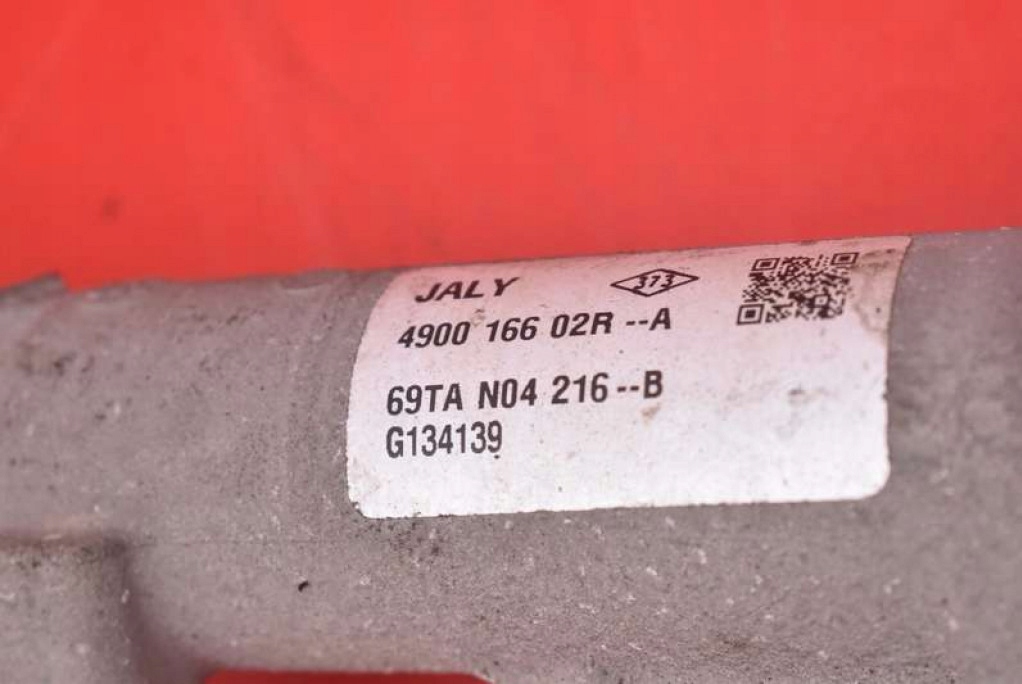 JALY 373
4900 166 02R --A
69TA N04 216--B
G134139